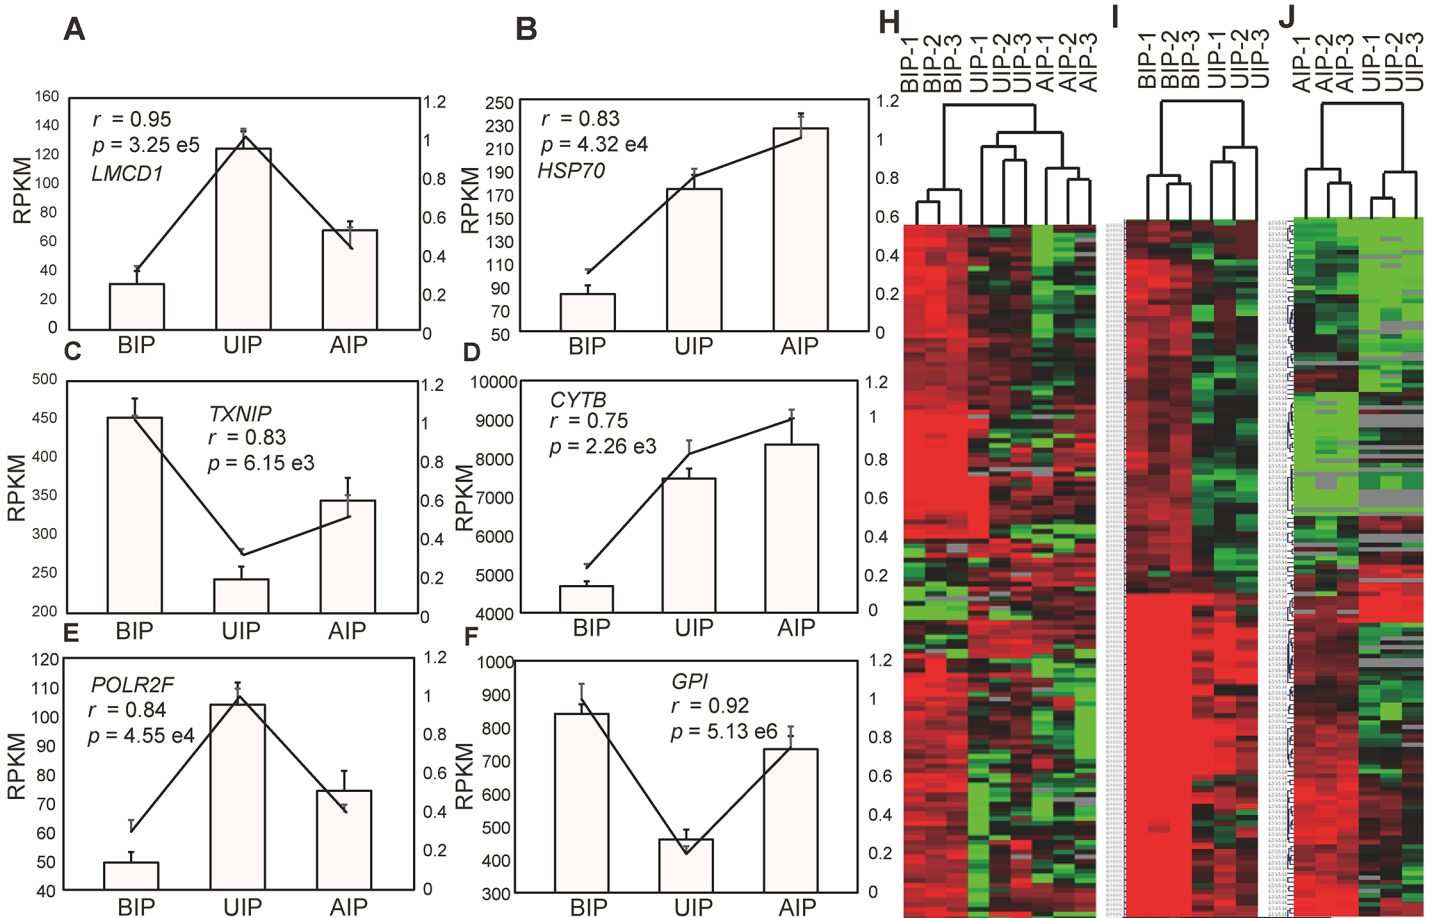 A
160
140
120
100
80
60
40
20
0
RPKM
r = 0.95
p = 3.25 e5
LMCD1
1.2
1
0.8
0.6
0.4
0.2
0
BIP UIP AIP
B
250
230
210
190
170
150
130
110
90
70
50
RPKM
r = 0.83
p = 4.32 e4
HSP70
1.2
1
0.8
0.6
0.4
0.2
0
BIP UIP AIP
C
500
450
400
350
300
250
200
RPKM
TXNIP
r = 0.83
p = 6.15 e3
1.2
1
0.8
0.6
0.4
0.2
0
BIP UIP AIP
D
10000
9000
8000
7000
6000
5000
4000
RPKM
CYTB
r = 0.75
p = 2.26 e3
1.2
1
0.8
0.6
0.4
0.2
0
BIP UIP AIP
E
120
110
100
90
80
70
60
50
40
RPKM
POLR2F
r = 0.84
p = 4.55 e4
1.2
1
0.8
0.6
0.4
0.2
0
BIP UIP AIP
F
1000
900
800
700
600
500
400
300
RPKM
GPI
r = 0.92
p = 5.13 e6
1.2
1
0.8
0.6
0.4
0.2
0
BIP UIP AIP
H
BIP-1
BIP-2
BIP-3
UIP-1
UIP-2
UIP-3
AIP-1
AIP-2
AIP-3
I
BIP-1
BIP-2
BIP-3
UIP-1
UIP-2
UIP-3
J
AIP-1
AIP-2
AIP-3
UIP-1
UIP-2
UIP-3